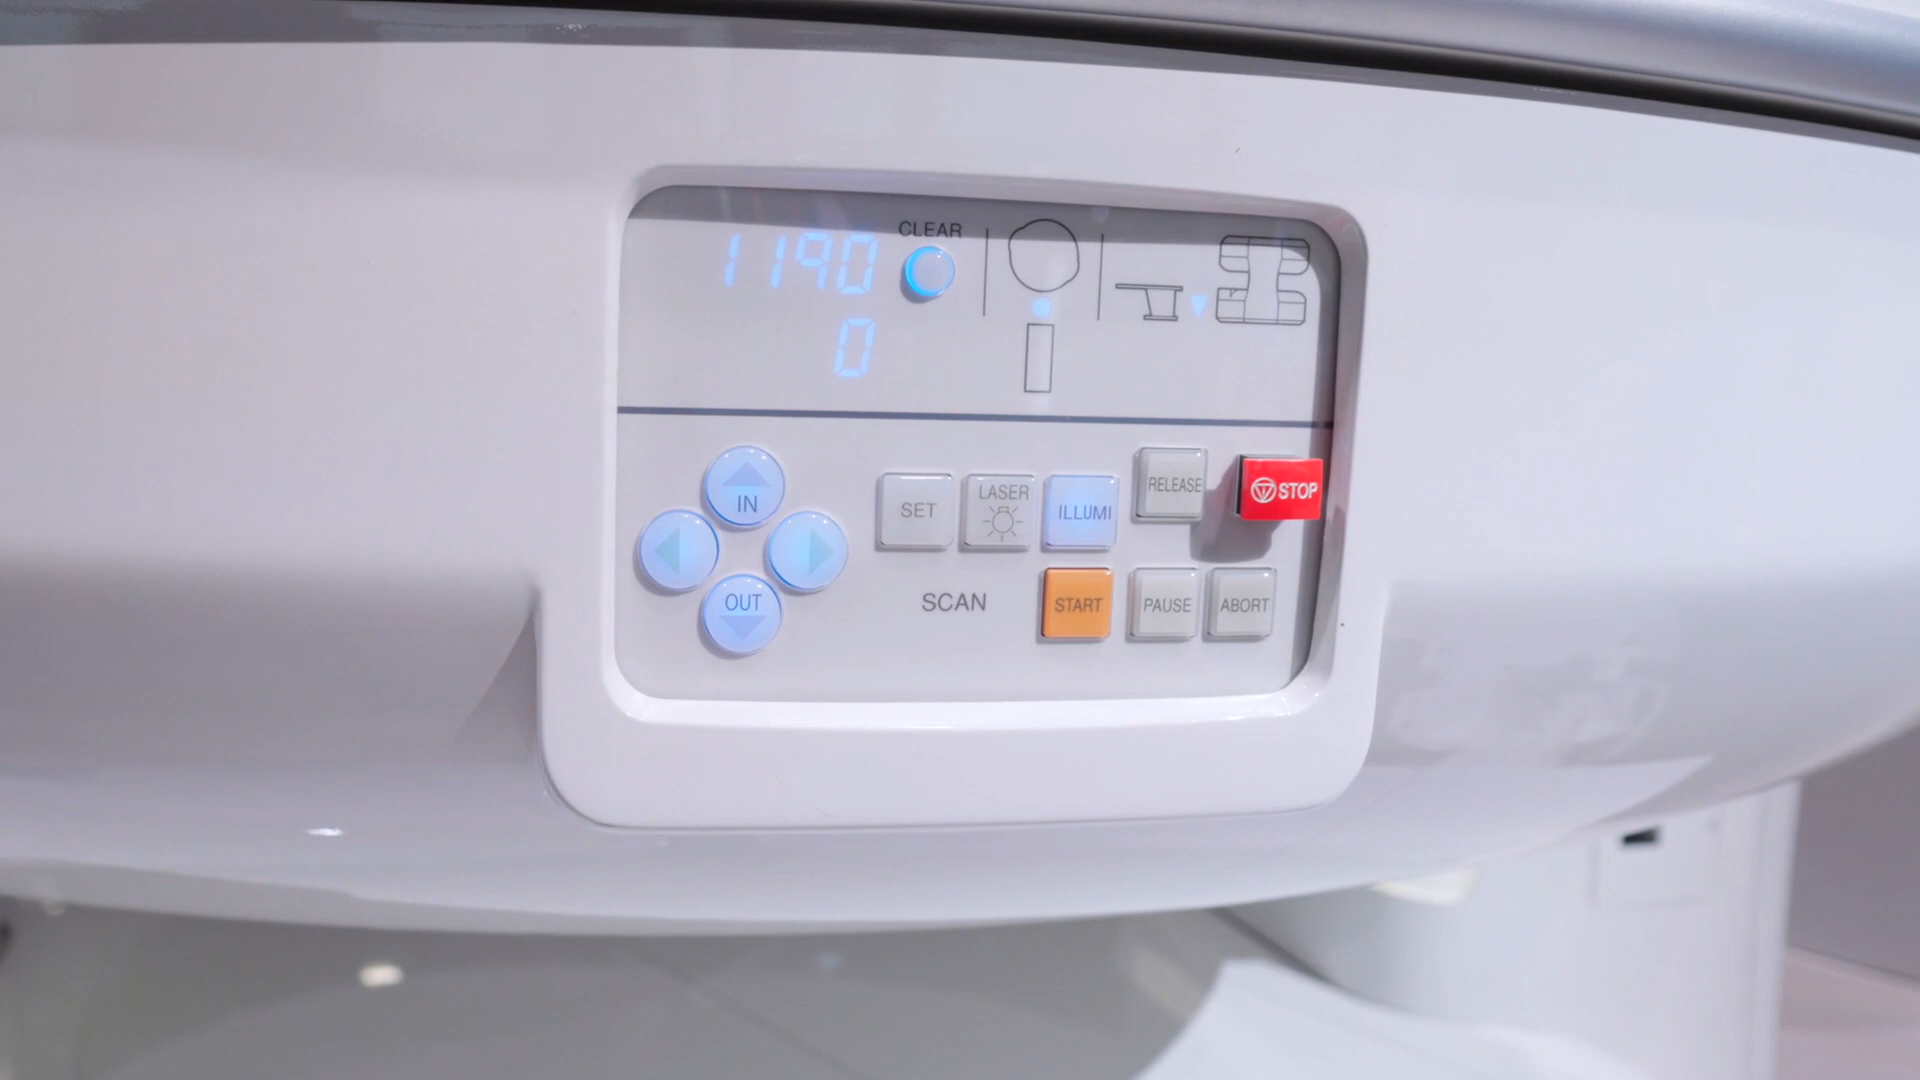 CLEAR
1190
0
IN
OUT
SET
LASER
ILLUMI
RELEASE
STOP
SCAN
START
PAUSE
ABORT